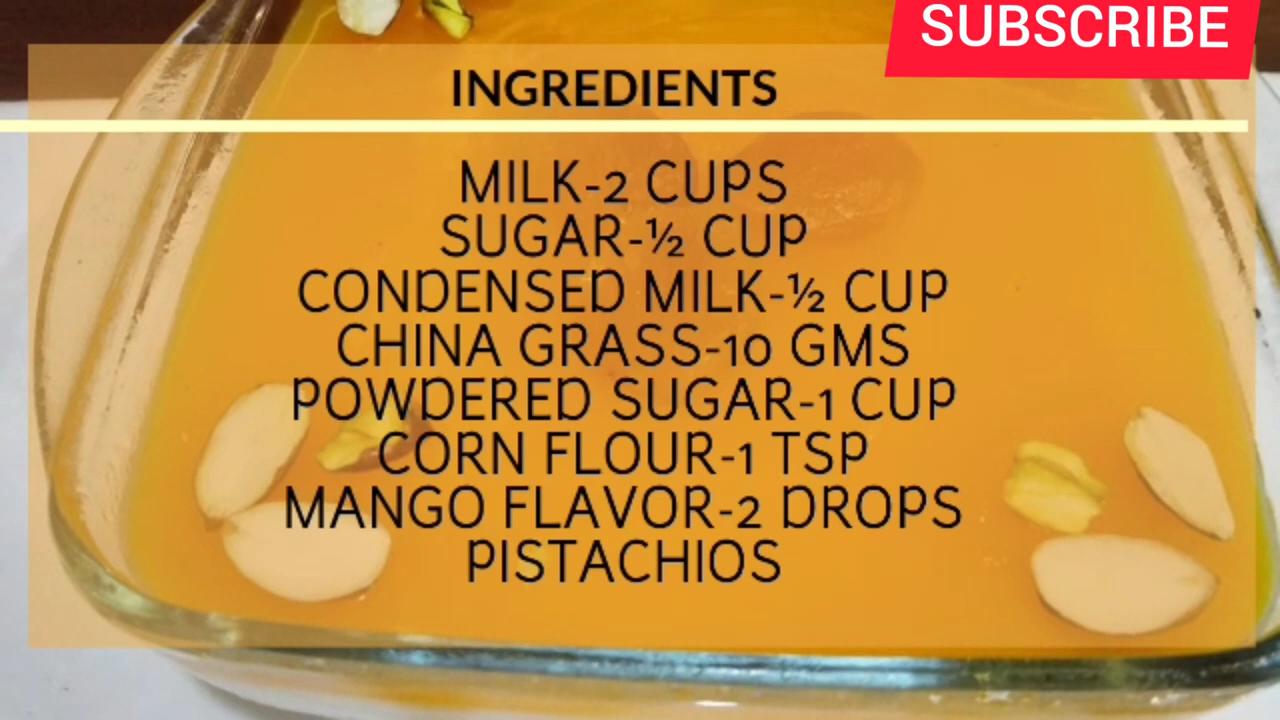 SUBSCRIBE
INGREDIENTS
MILK-2 CUPS
SUGAR-½ CUP
CONDENSED MILK-½ CUP
CHINA GRASS-10 GMS
POWDERED SUGAR-1 CUP
CORN FLOUR-1 TSP
MANGO FLAVOR-2 DROPS
PISTACHIOS